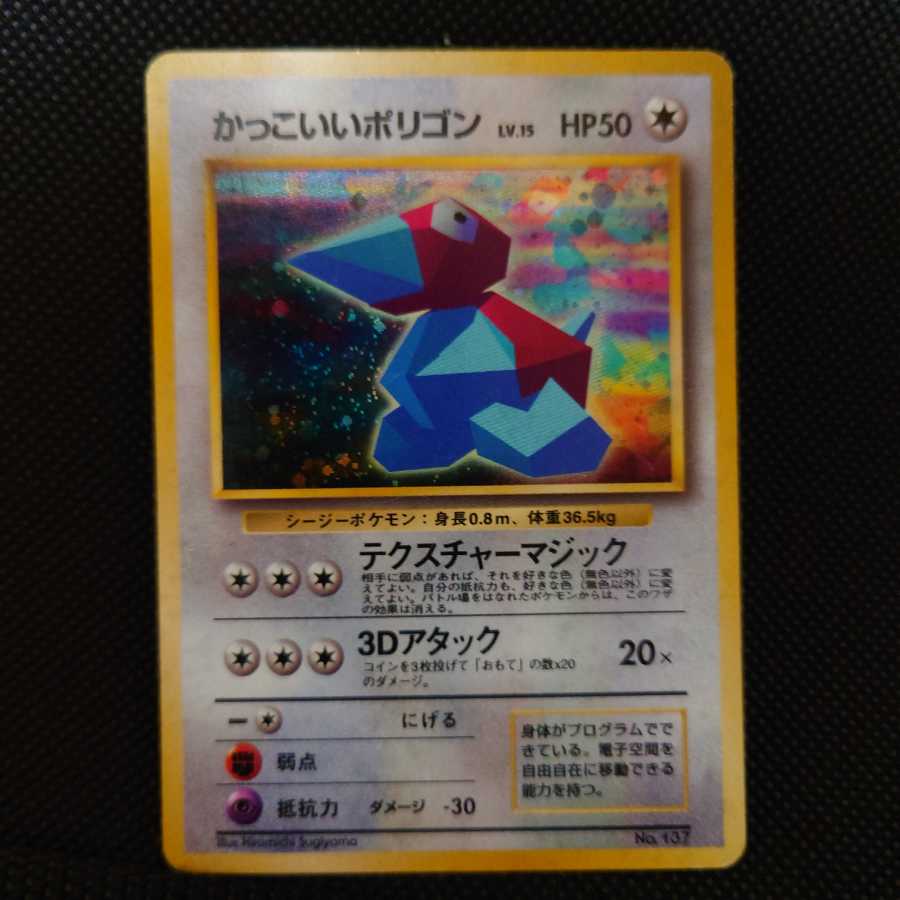 かっこいいポリゴン LV.15 HP50
シージーポケモン：身長0.8m、体重36.5kg
テクスチャーマジック
相手に弱点があれば、それを好きな色（無色以外）に変
えてよい。自分の抵抗力も、好きな色（無色以外）に変
えてよい。バトル場をはなれたポケモンからは、このワザ
の効果は消える。
3Dアタック 20×
コインを3枚投げて「おもて」の数×20
のダメージ。
にげる
弱点
抵抗力 ダメージ -30
身体がプログラムでで
きている。電子空間を
自由自在に移動できる
能力を持つ。
Illus. Hiromichi Sugiyama
No. 137